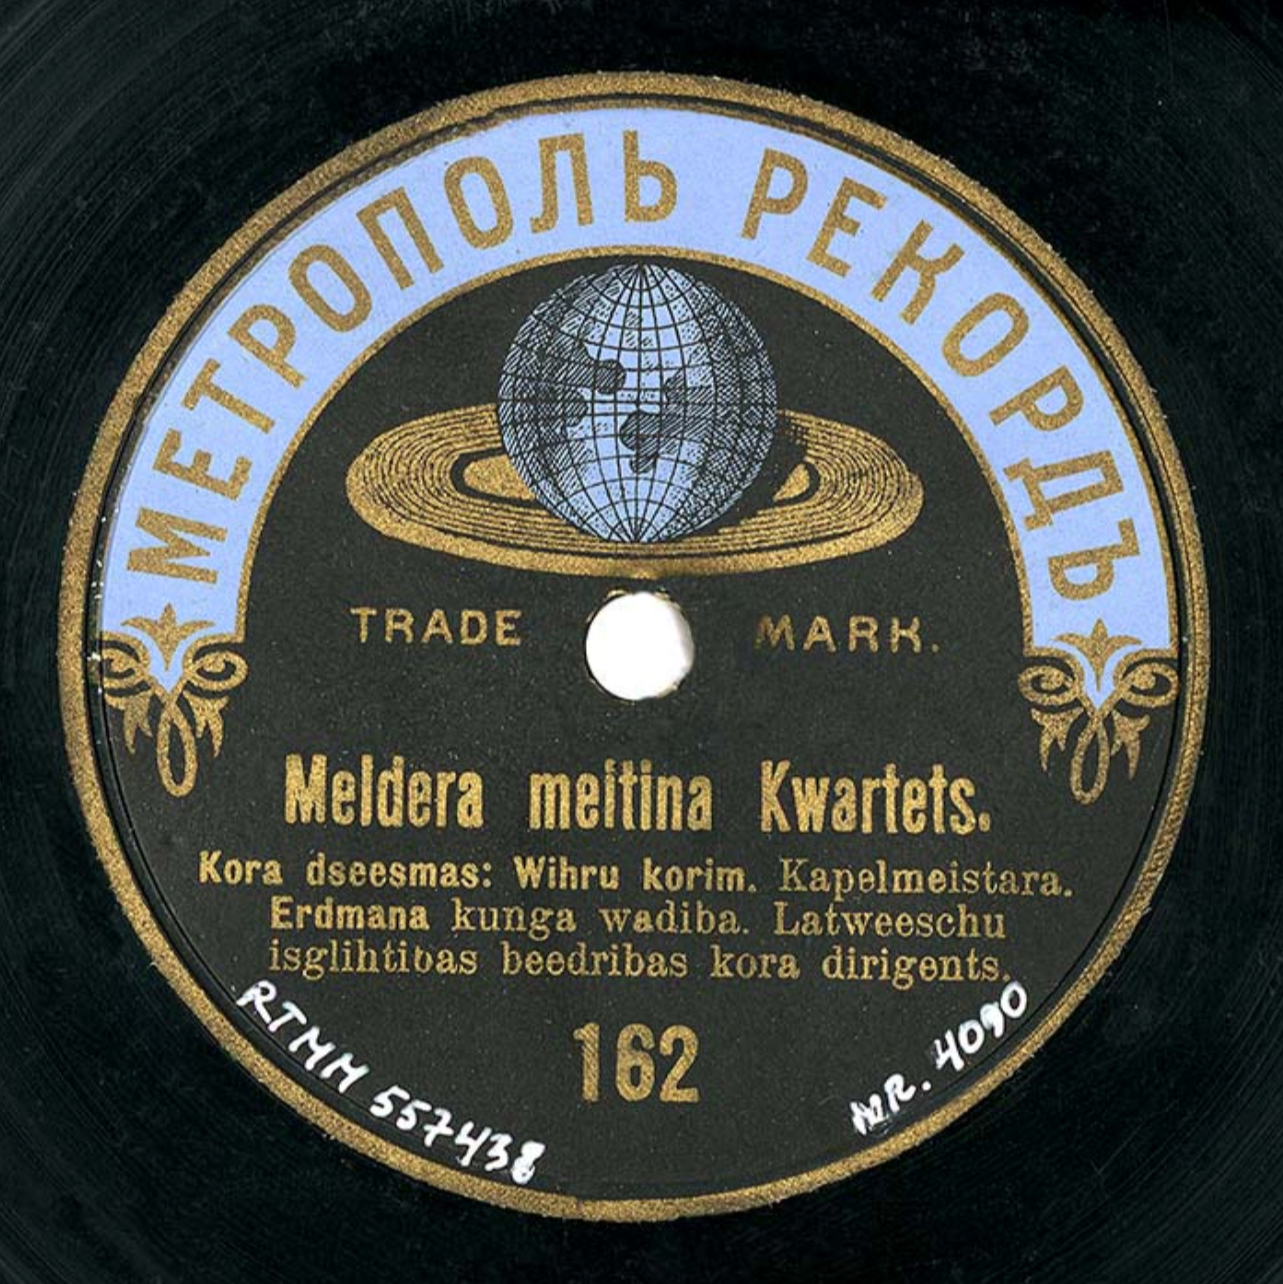 МЕТРОПОЛЬ РЕКОРДЪ
TRADE MARK.
Meldera meitina Kwartets.
Kora dseesmas: Wihru korim. Kapelmeistara.
Erdmana kunga wadiba. Latweeschu
isglihtibas beedribas kora dirigents.
162
RTMM 557438
NR. 4090